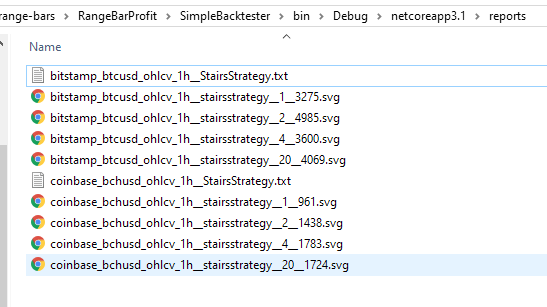 range-bars › RangeBarProfit › SimpleBacktester › bin › Debug › netcoreapp3.1 › reports
Name
bitstamp_btcusd_ohlcv_1h__StairsStrategy.txt
bitstamp_btcusd_ohlcv_1h__stairsstrategy__1__3275.svg
bitstamp_btcusd_ohlcv_1h__stairsstrategy__2__4985.svg
bitstamp_btcusd_ohlcv_1h__stairsstrategy__4__3600.svg
bitstamp_btcusd_ohlcv_1h__stairsstrategy__20__4069.svg
coinbase_bchusd_ohlcv_1h__StairsStrategy.txt
coinbase_bchusd_ohlcv_1h__stairsstrategy__1__961.svg
coinbase_bchusd_ohlcv_1h__stairsstrategy__2__1438.svg
coinbase_bchusd_ohlcv_1h__stairsstrategy__4__1783.svg
coinbase_bchusd_ohlcv_1h__stairsstrategy__20__1724.svg